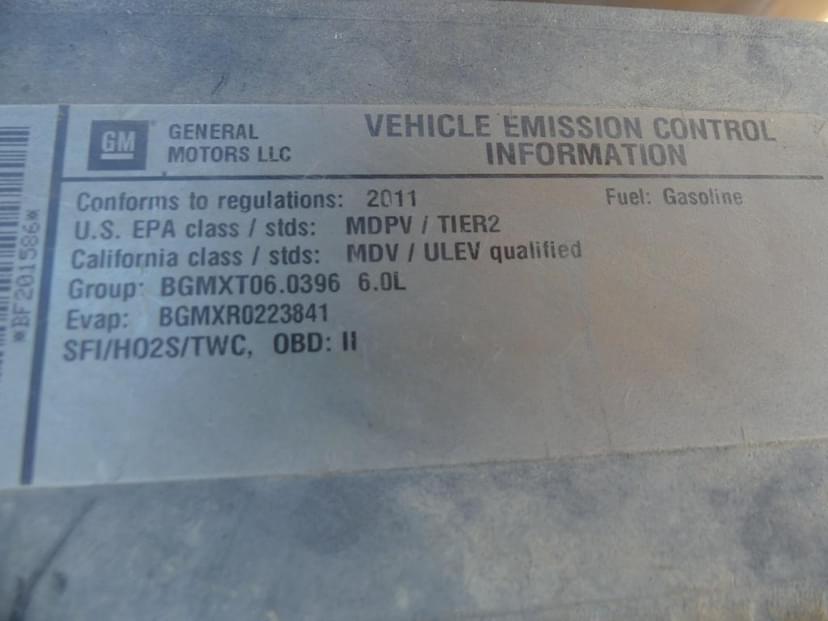 GM
GENERAL
MOTORS LLC
VEHICLE EMISSION CONTROL
INFORMATION
Conforms to regulations: 2011 Fuel: Gasoline
U.S. EPA class / stds: MDPV / TIER2
California class / stds: MDV / ULEV qualified
Group: BGMXT06.0396 6.0L
Evap: BGMXR0223841
SFI/HO2S/TWC, OBD: II
*BF201586*